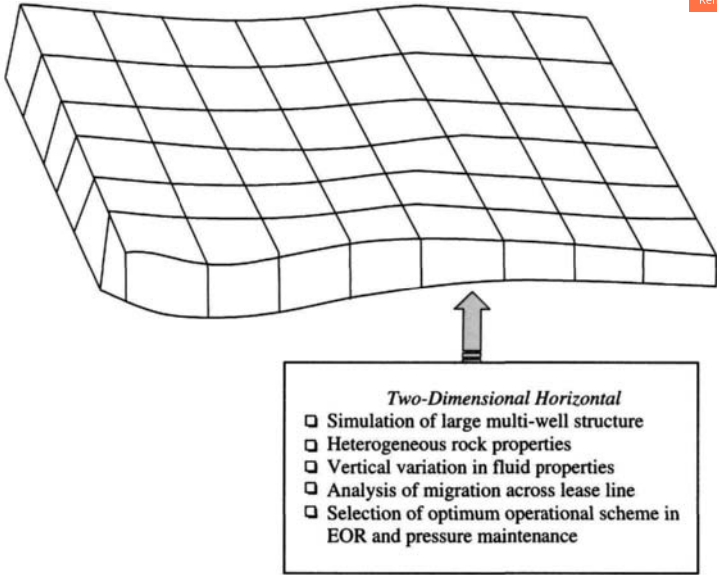 Ker
Two-Dimensional Horizontal
❑ Simulation of large multi-well structure
❑ Heterogeneous rock properties
❑ Vertical variation in fluid properties
❑ Analysis of migration across lease line
❑ Selection of optimum operational scheme in
EOR and pressure maintenance